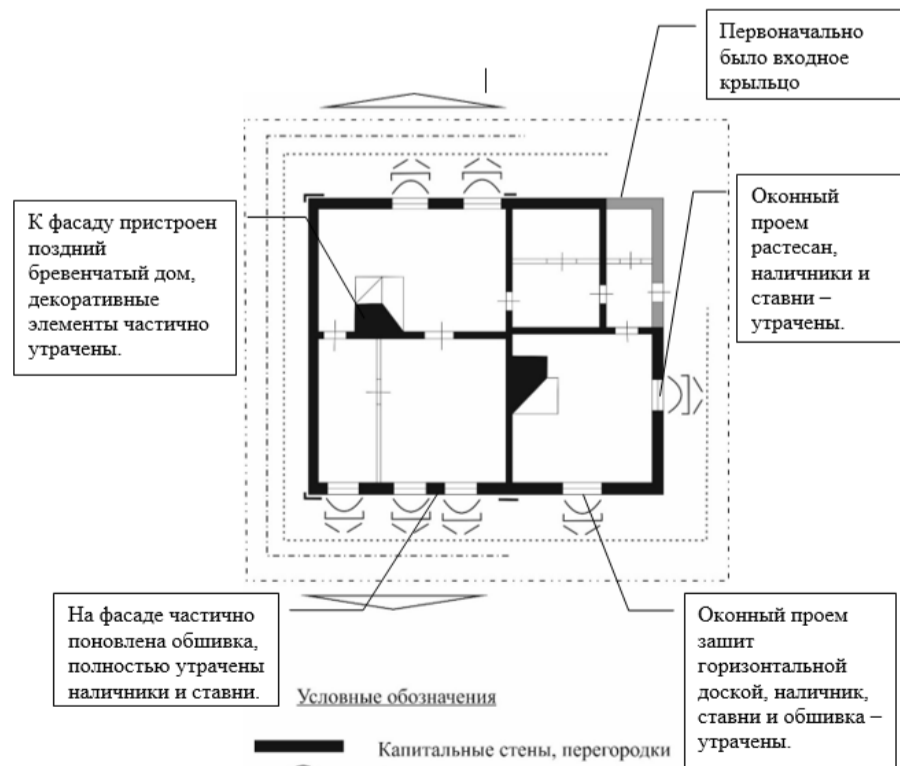 Первоначально
было входное
крыльцо
Оконный
проем
растесан,
наличники и
ставни –
утрачены.
К фасаду пристроен
поздний
бревенчатый дом,
декоративные
элементы частично
утрачены.
На фасаде частично
поновлена обшивка,
полностью утрачены
наличники и ставни.
Оконный проем
зашит
горизонтальной
доской, наличник,
ставни и обшивка –
утрачены.
Условные обозначения
Капитальные стены, перегородки